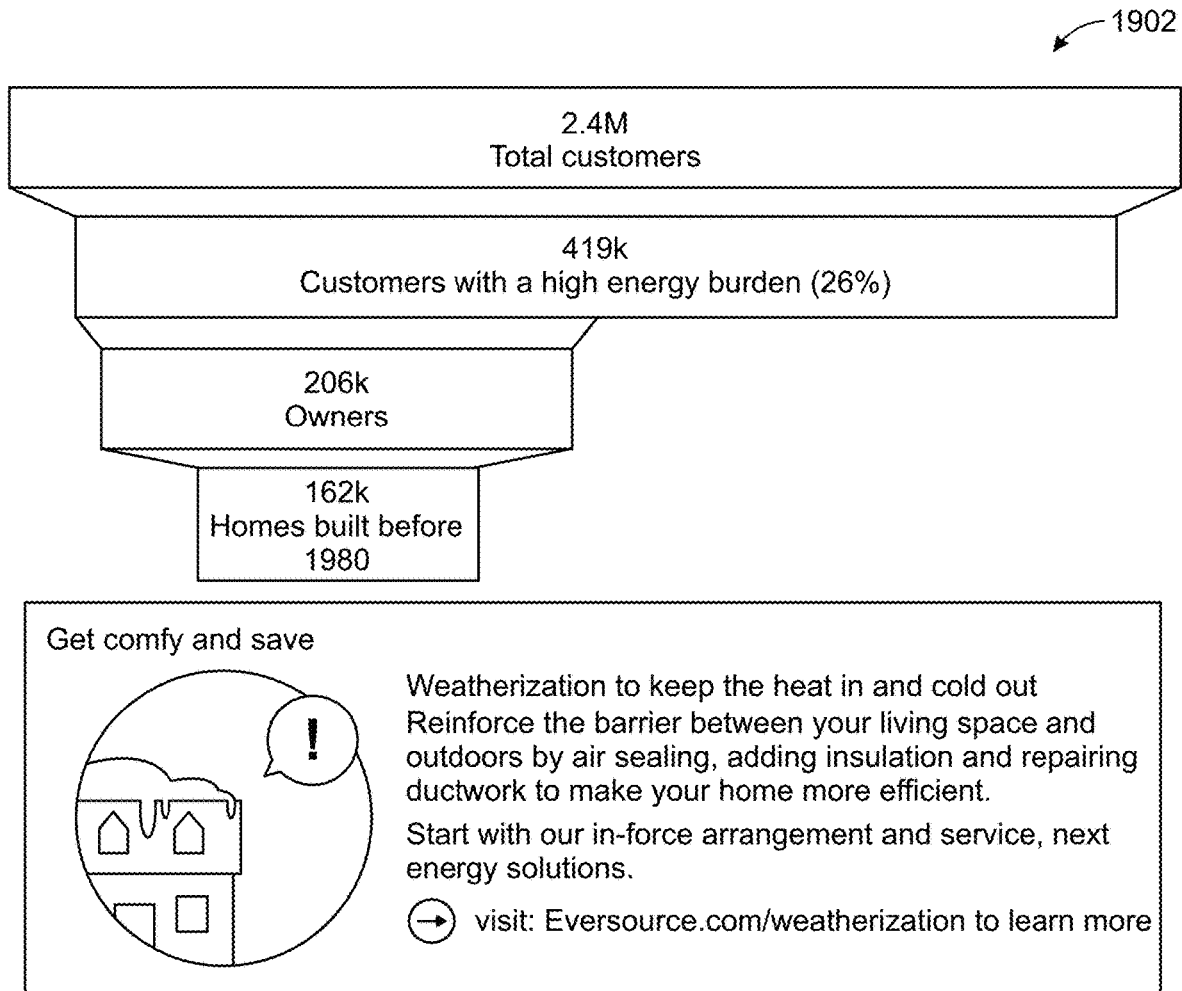 1902
2.4M
Total customers
419k
Customers with a high energy burden (26%)
206k
Owners
162k
Homes built before
1980
Get comfy and save
!
Weatherization to keep the heat in and cold out
Reinforce the barrier between your living space and
outdoors by air sealing, adding insulation and repairing
ductwork to make your home more efficient.
Start with our in-force arrangement and service, next
energy solutions.
visit: Eversource.com/weatherization to learn more